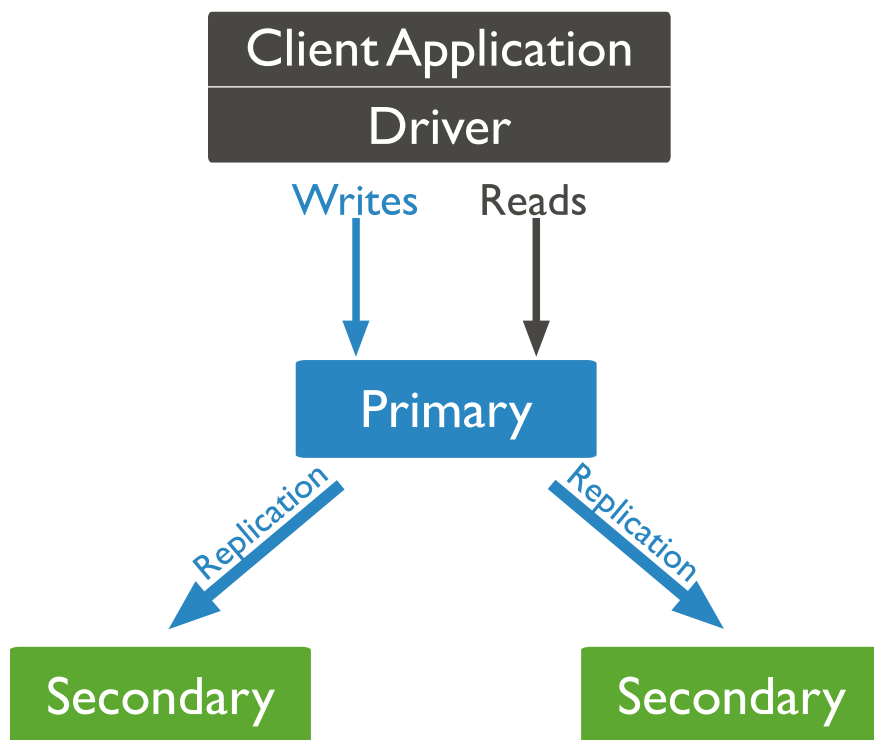 Client Application
Driver
Writes
Reads
Primary
Replication
Replication
Secondary
Secondary